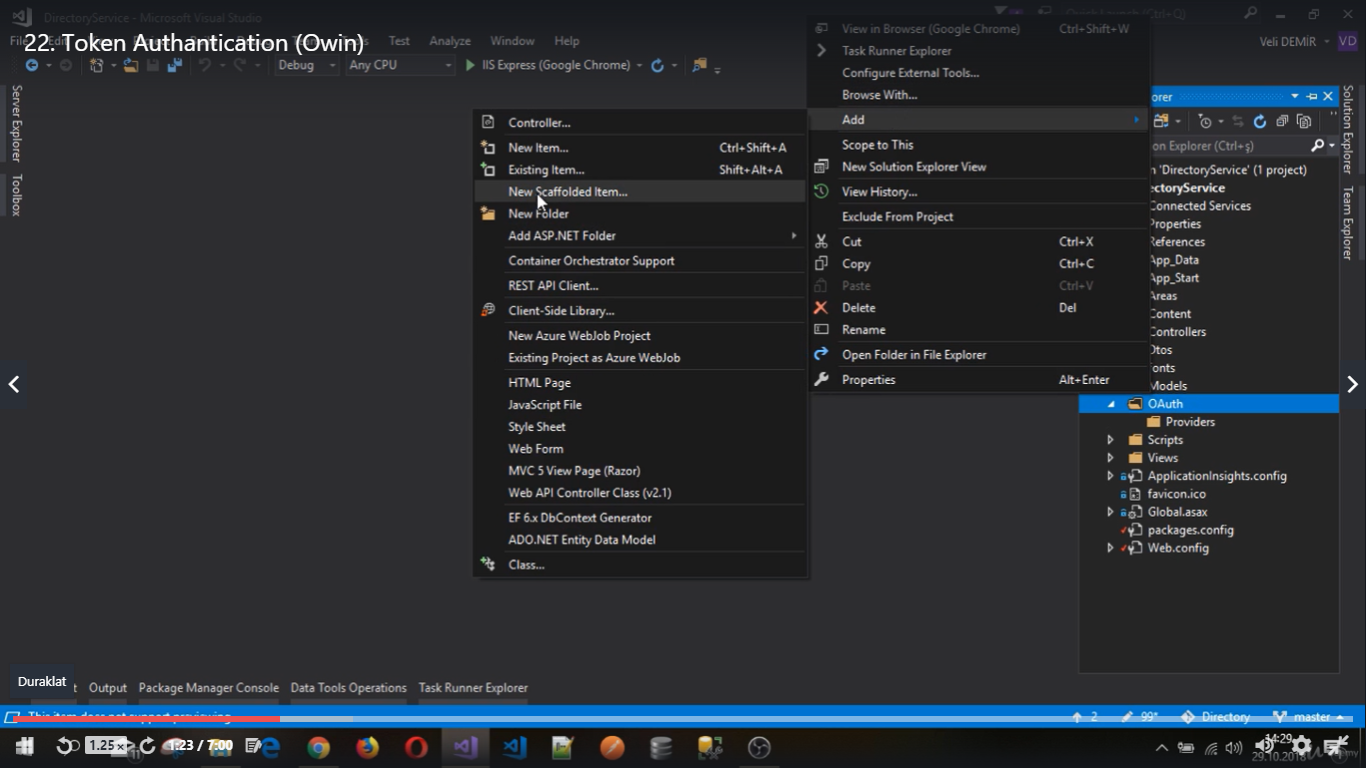 DirectoryService - Microsoft Visual Studio
Quick Launch (Ctrl+Q)
22. Token Authantication (Owin)
File Edit
Test Analyze Window Help
Veli DEMİR VD
Debug Any CPU IIS Express (Google Chrome)
Server Explorer
Toolbox
Controller...
New Item... Ctrl+Shift+A
Existing Item... Shift+Alt+A
New Scaffolded Item...
New Folder
Add ASP.NET Folder
Container Orchestrator Support
REST API Client...
Client-Side Library...
New Azure WebJob Project
Existing Project as Azure WebJob
HTML Page
JavaScript File
Style Sheet
Web Form
MVC 5 View Page (Razor)
Web API Controller Class (v2.1)
EF 6.x DbContext Generator
ADO.NET Entity Data Model
Class...
View in Browser (Google Chrome) Ctrl+Shift+W
Task Runner Explorer
Configure External Tools...
Browse With...
Add
Scope to This
New Solution Explorer View
View History...
Exclude From Project
Cut Ctrl+X
Copy Ctrl+C
Paste Ctrl+V
Delete Del
Rename
Open Folder in File Explorer
Properties Alt+Enter
orer
on Explorer (Ctrl+ş)
n 'DirectoryService' (1 project)
ectoryService
Connected Services
Properties
References
App_Data
App_Start
Areas
Content
Controllers
Dtos
onts
Models
OAuth
Providers
Scripts
Views
ApplicationInsights.config
favicon.ico
Global.asax
packages.config
Web.config
Solution Explorer
Team Explorer
Duraklat
t Output Package Manager Console Data Tools Operations Task Runner Explorer
This item does not support previewing
2 99* Directory master
1.25x 1:23 / 7:00
14:29
29.10.2018